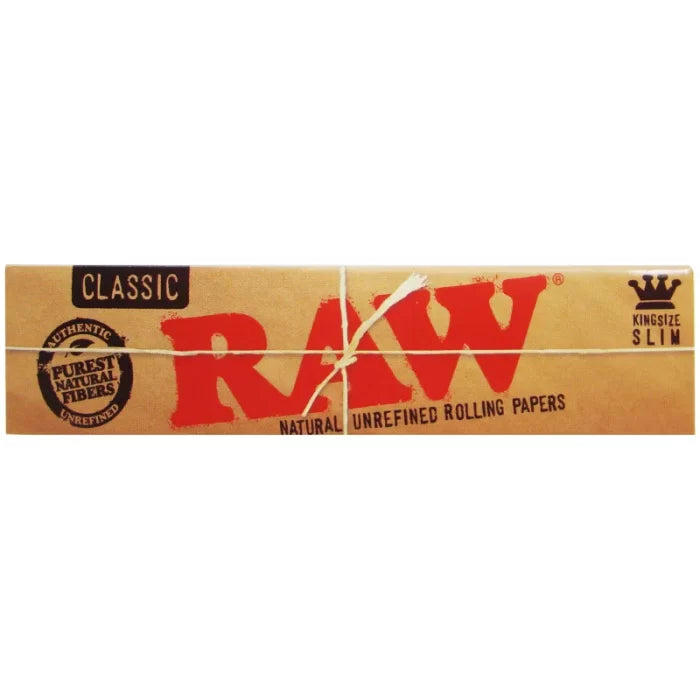 CLASSIC
AUTHENTIC
PUREST
NATURAL
FIBERS
UNREFINED
RAW®
NATURAL UNREFINED ROLLING PAPERS
KINGSIZE
SLIM